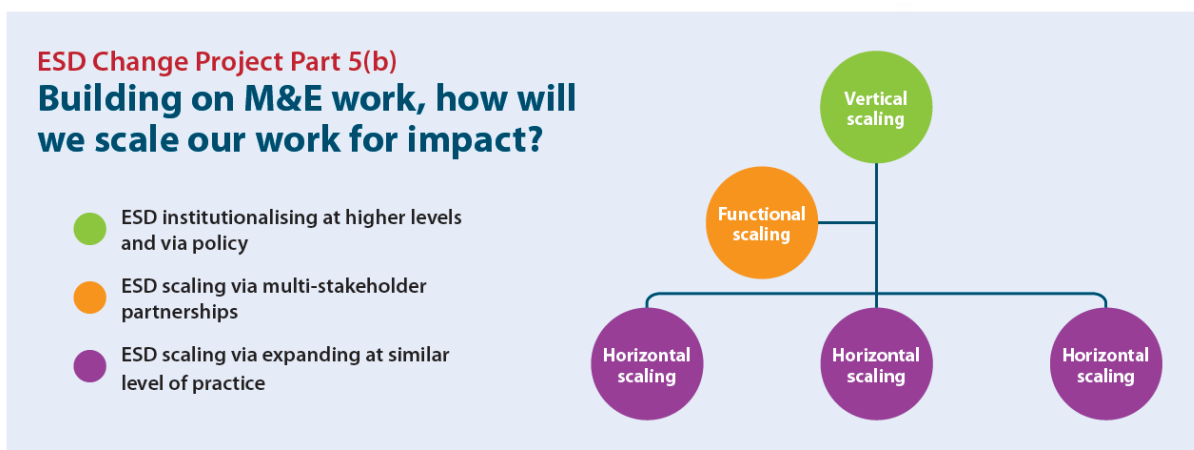 ESD Change Project Part 5(b)
Building on M&E work, how will
we scale our work for impact?
ESD institutionalising at higher levels
and via policy
ESD scaling via multi-stakeholder
partnerships
ESD scaling via expanding at similar
level of practice
Vertical
scaling
Functional
scaling
Horizontal
scaling
Horizontal
scaling
Horizontal
scaling